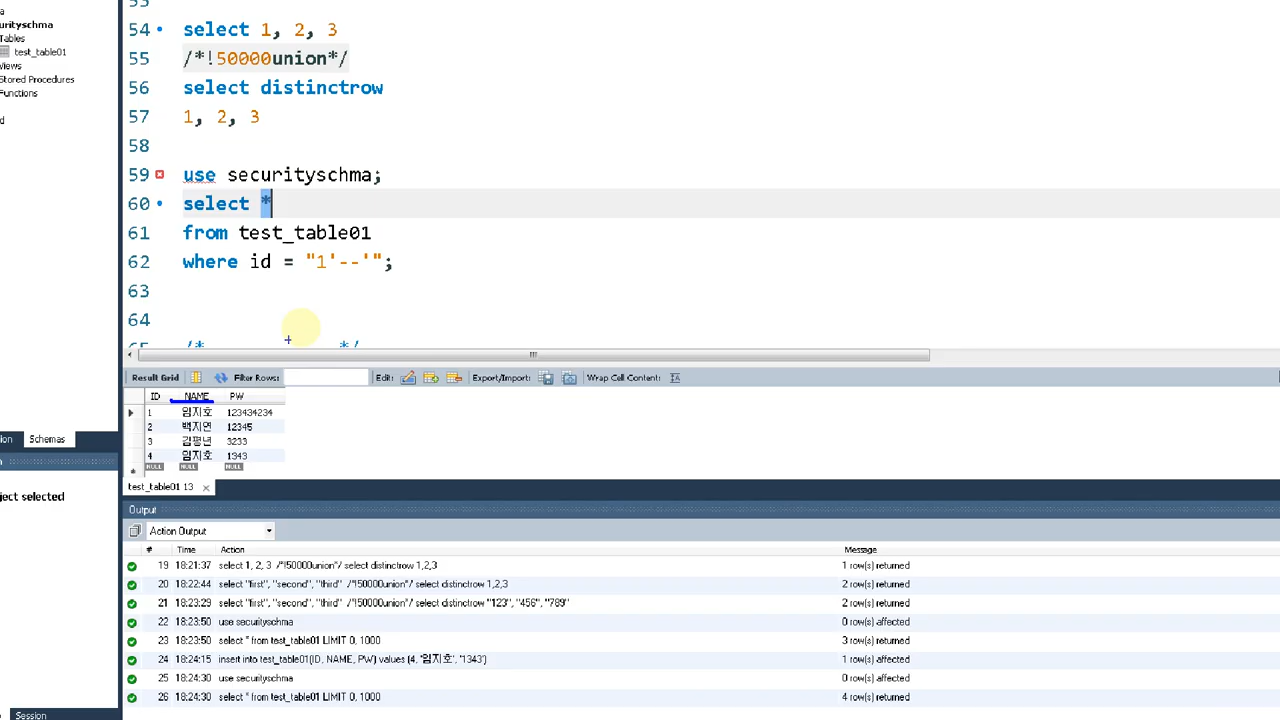 a
urityschma
Tables
test_table01
Views
Stored Procedures
Functions
d
54 select 1, 2, 3
55 /*!50000union*/
56 select distinctrow
57 1, 2, 3
58
59 use securityschma;
60 select *
61 from test_table01
62 where id = "1'--'";
63
64
65 /* */
Result Grid Filter Rows: Edit: Export/Import: Wrap Cell Content:
ID NAME PW
1 임지호 123434234
2 백지연 12345
3 김평년 3233
4 임지호 1343
NULL NULL NULL
ion Schemas
test_table01 13
ject selected
Output
Action Output
# Time Action Message
19 18:21:37 select 1, 2, 3 /*!50000union*/ select distinctrow 1,2,3 1 row(s) returned
20 18:22:44 select "first", "second", "third" /*!50000union*/ select distinctrow 1,2,3 2 row(s) returned
21 18:23:29 select "first", "second", "third" /*!50000union*/ select distinctrow "123", "456", "789" 2 row(s) returned
22 18:23:50 use securityschma 0 row(s) affected
23 18:23:50 select * from test_table01 LIMIT 0, 1000 3 row(s) returned
24 18:24:15 insert into test_table01(ID, NAME, PW) values (4, '임지호', '1343') 1 row(s) affected
25 18:24:30 use securityschma 0 row(s) affected
26 18:24:30 select * from test_table01 LIMIT 0, 1000 4 row(s) returned
Session